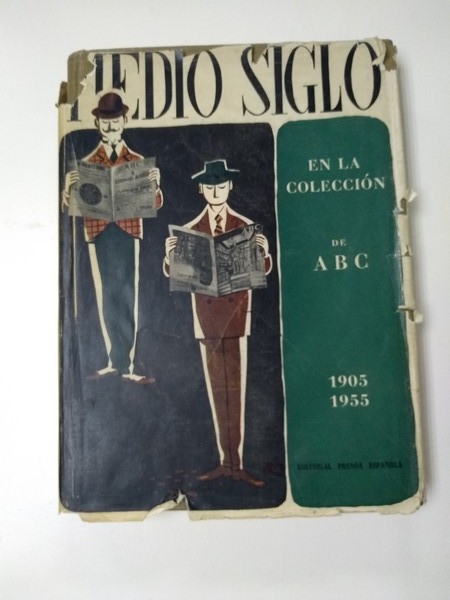 MEDIO SIGLO
EN LA
COLECCIÓN
DE
ABC
1905
1955
EDITORIAL PRENSA ESPAÑOLA